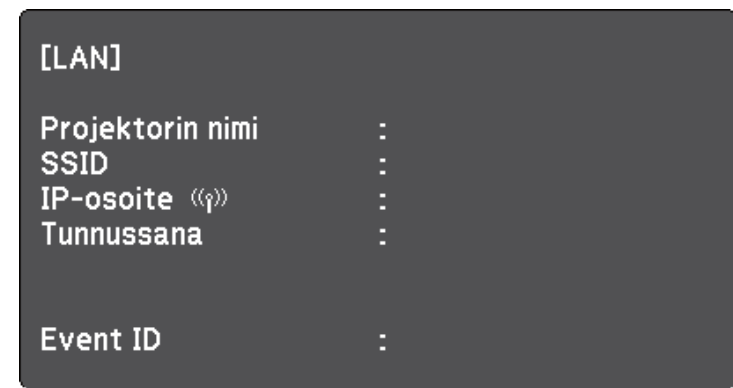 [LAN]
Projektorin nimi :
SSID :
IP-osoite :
Tunnussana :
Event ID :